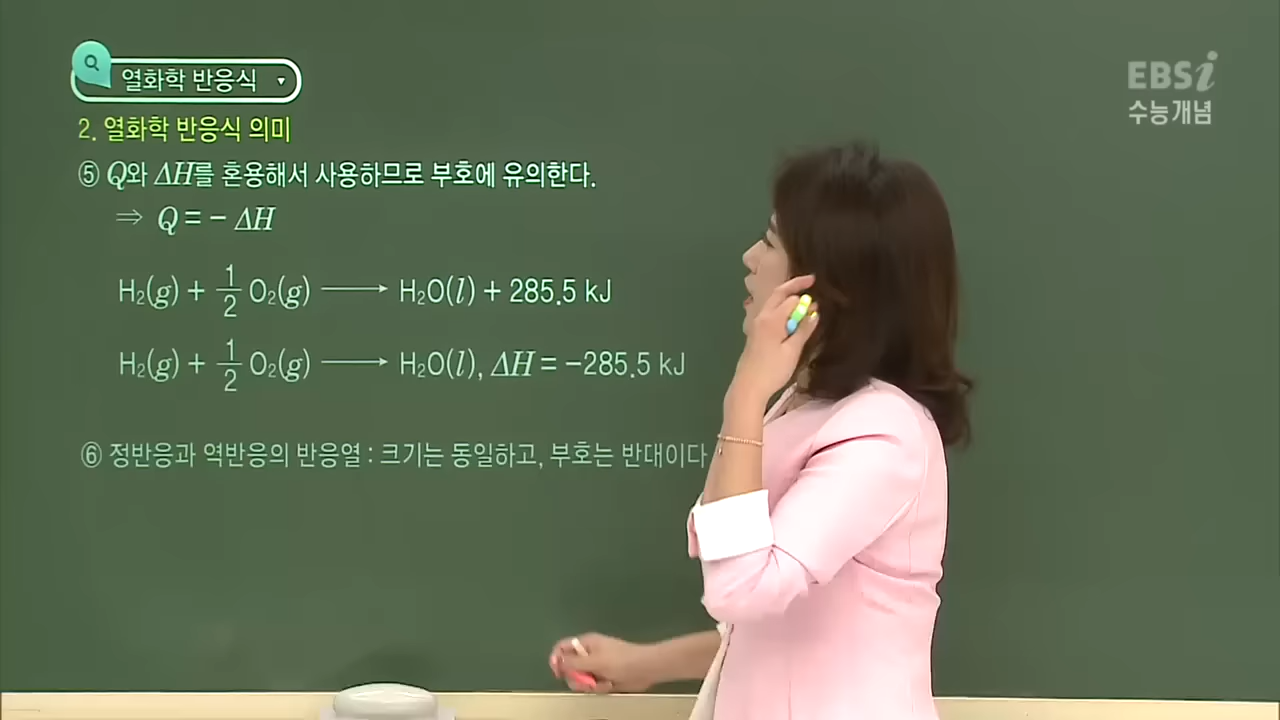 열화학 반응식
EBSi
수능개념
2. 열화학 반응식 의미
⑤ Q와 ΔH를 혼용해서 사용하므로 부호에 유의한다.
⇒ Q = − ΔH
H₂(g) + 1/2 O₂(g) ⟶ H₂O(l) + 285.5 kJ
H₂(g) + 1/2 O₂(g) ⟶ H₂O(l), ΔH = −285.5 kJ
⑥ 정반응과 역반응의 반응열 : 크기는 동일하고, 부호는 반대이다